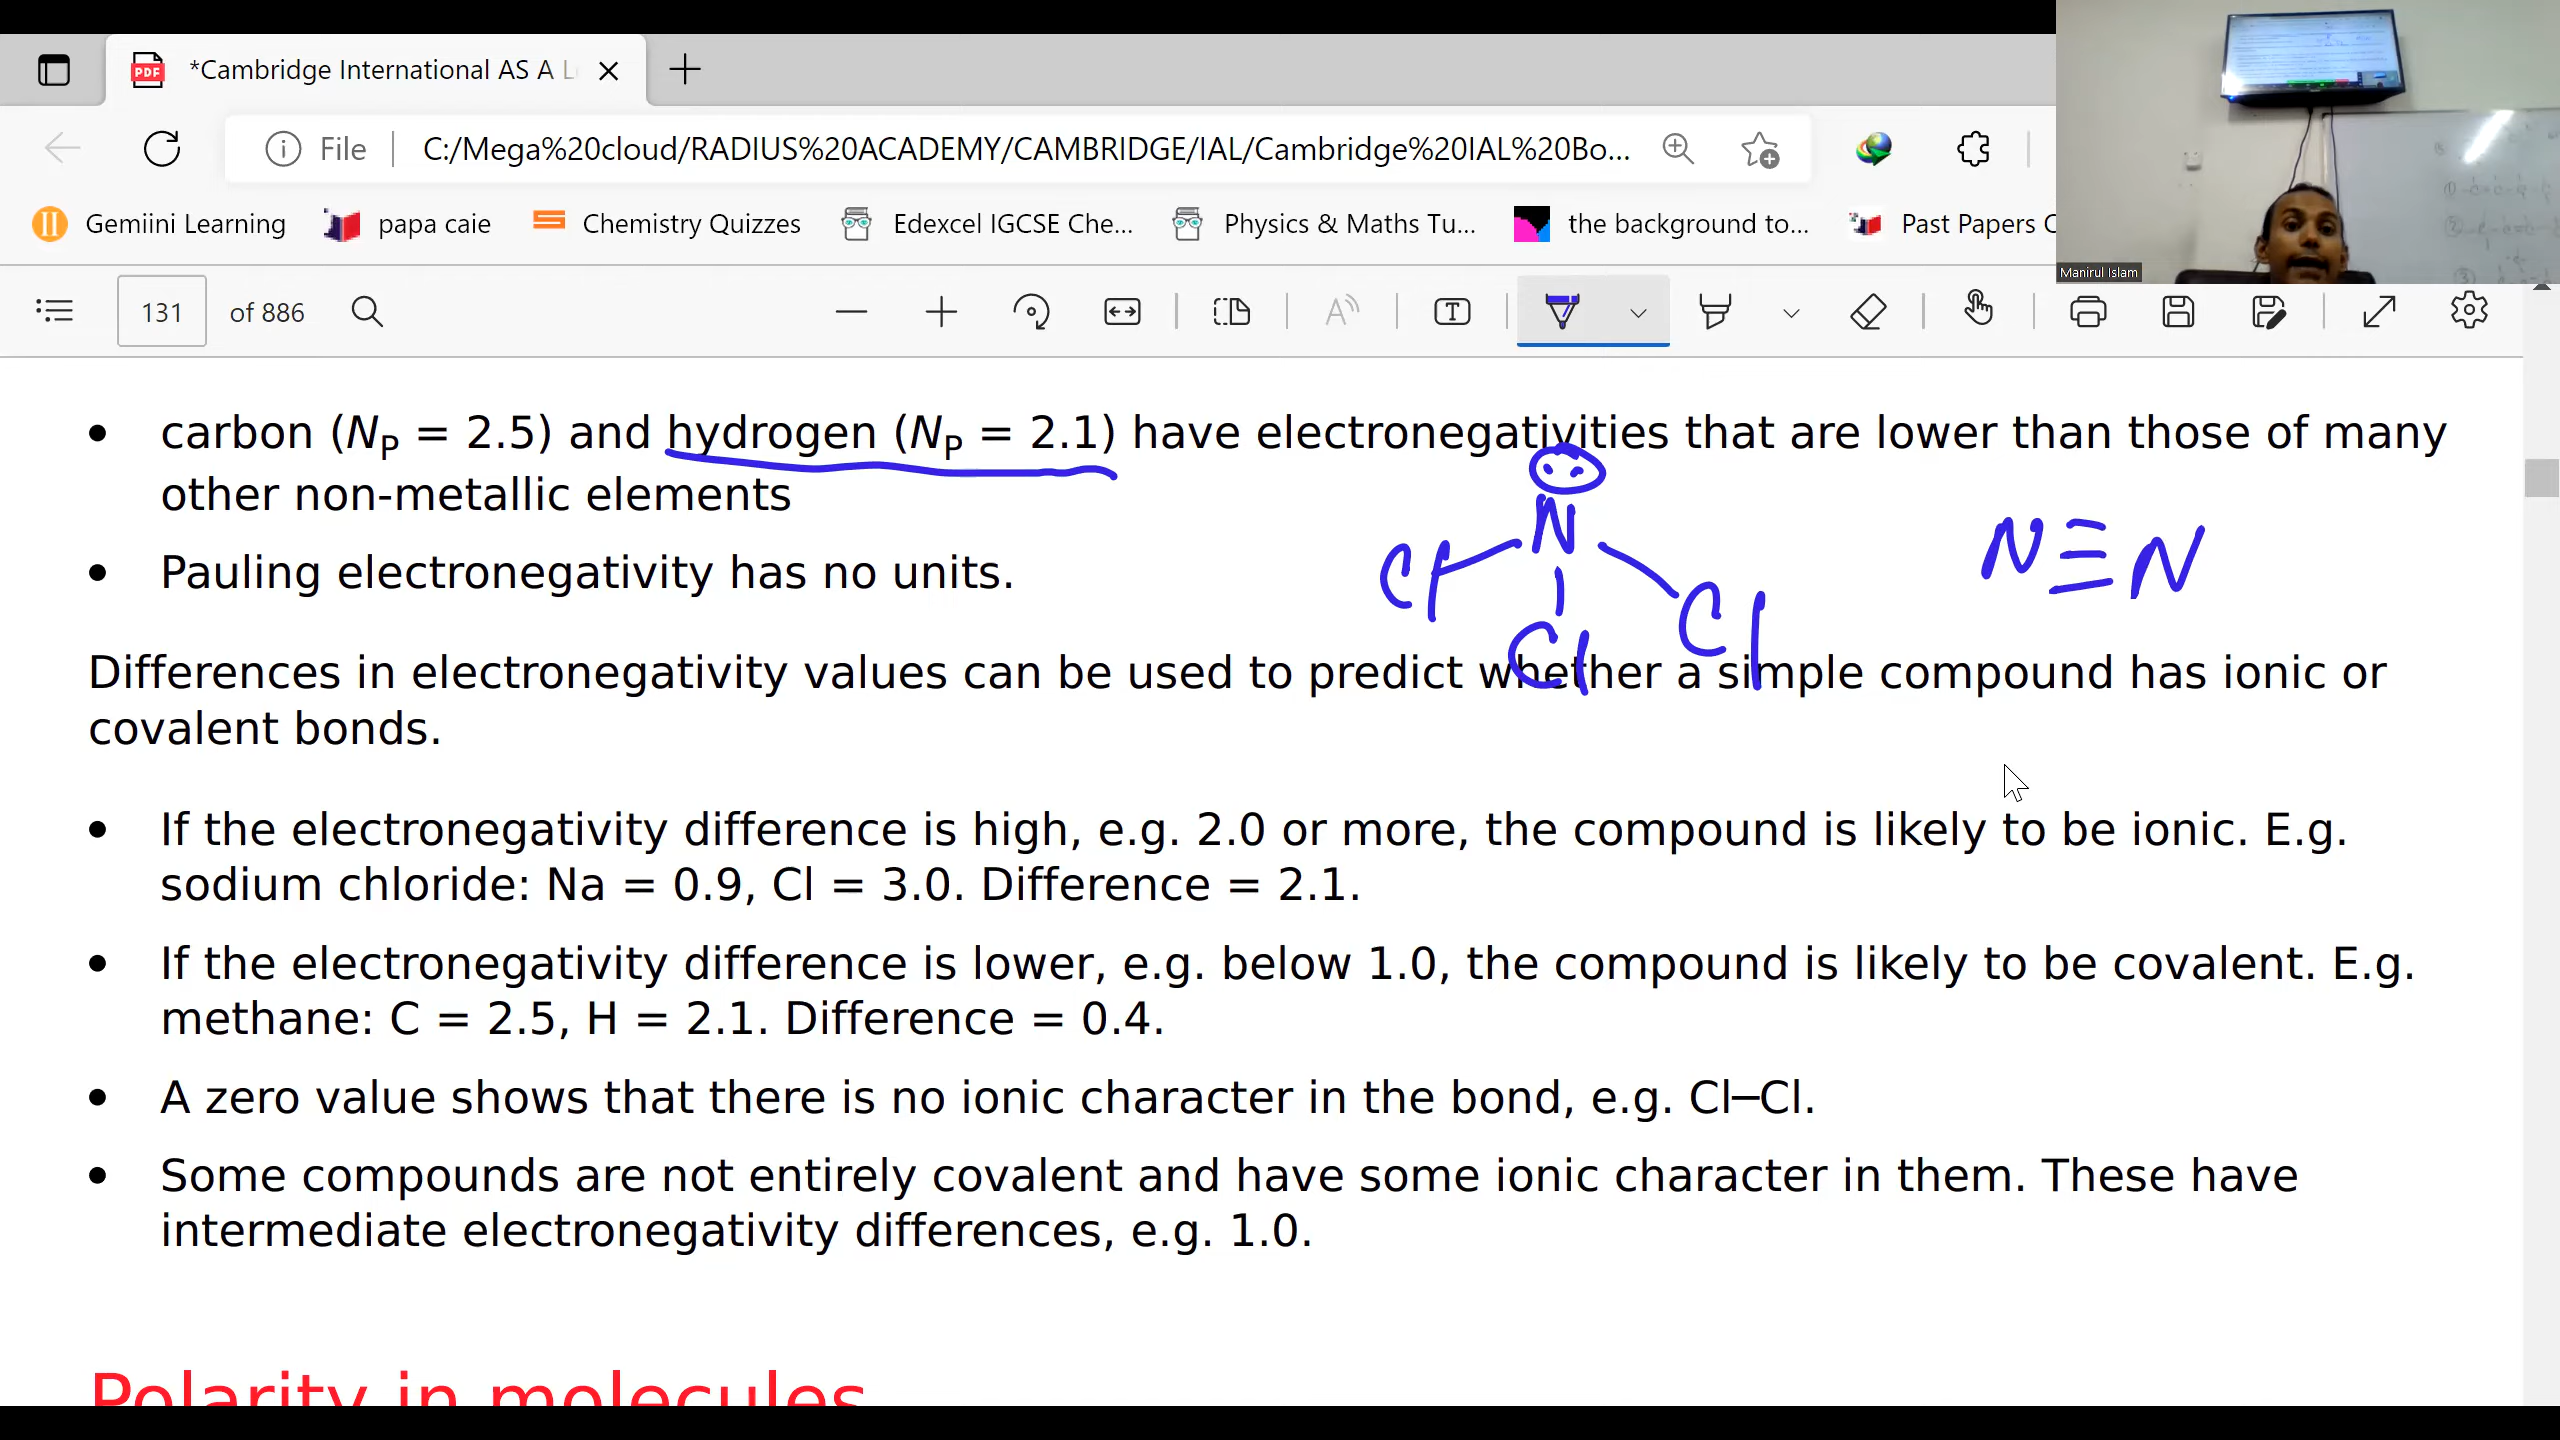 *Cambridge International AS A L
File
C:/Mega%20cloud/RADIUS%20ACADEMY/CAMBRIDGE/IAL/Cambridge%20IAL%20Bo...
Gemiini Learning papa caie Chemistry Quizzes Edexcel IGCSE Che... Physics & Maths Tu... the background to... Past Papers
Manirul Islam
131 of 886
• carbon (NP = 2.5) and hydrogen (NP = 2.1) have electronegativities that are lower than those of many
other non-metallic elements
N
Cl Cl
Cl
N≡N
• Pauling electronegativity has no units.
Differences in electronegativity values can be used to predict whether a simple compound has ionic or
covalent bonds.
• If the electronegativity difference is high, e.g. 2.0 or more, the compound is likely to be ionic. E.g.
sodium chloride: Na = 0.9, Cl = 3.0. Difference = 2.1.
• If the electronegativity difference is lower, e.g. below 1.0, the compound is likely to be covalent. E.g.
methane: C = 2.5, H = 2.1. Difference = 0.4.
• A zero value shows that there is no ionic character in the bond, e.g. Cl─Cl.
• Some compounds are not entirely covalent and have some ionic character in them. These have
intermediate electronegativity differences, e.g. 1.0.
Polarity in molecules